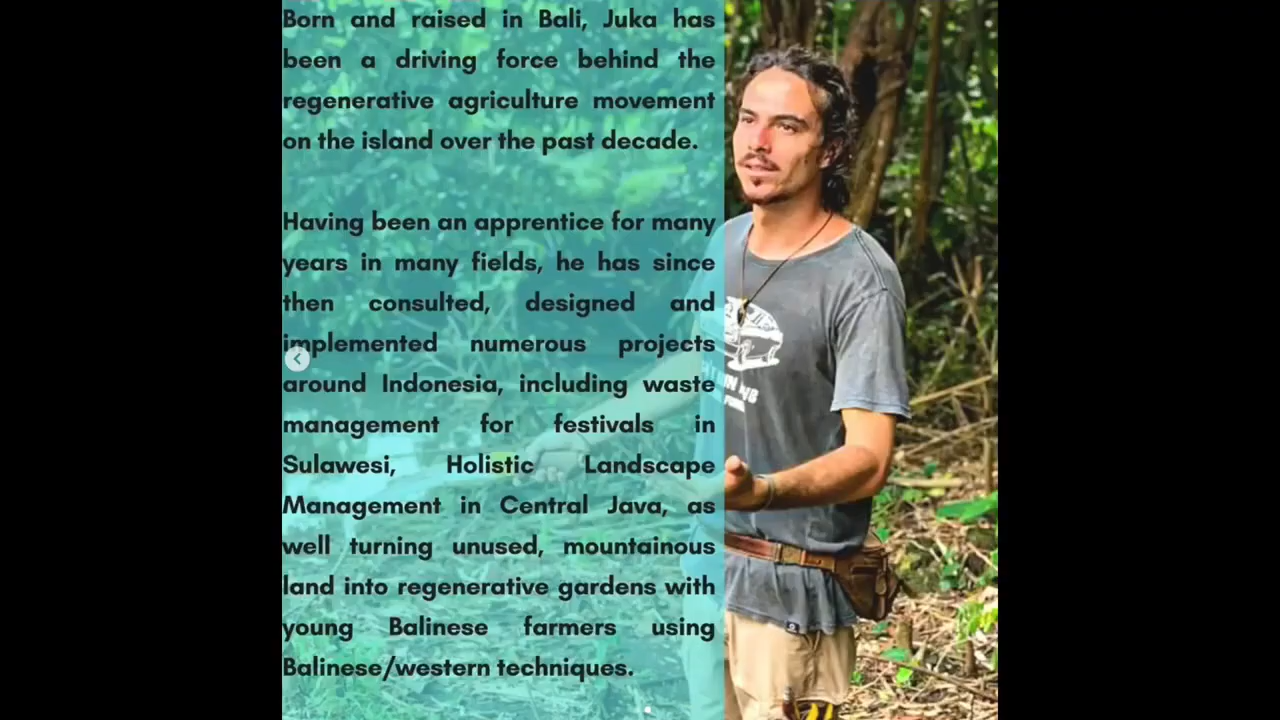 Born and raised in Bali, Juka has
been a driving force behind the
regenerative agriculture movement
on the island over the past decade.
Having been an apprentice for many
years in many fields, he has since
then consulted, designed and
implemented numerous projects
around Indonesia, including waste
management for festivals in
Sulawesi, Holistic Landscape
Management in Central Java, as
well turning unused, mountainous
land into regenerative gardens with
young Balinese farmers using
Balinese/western techniques.